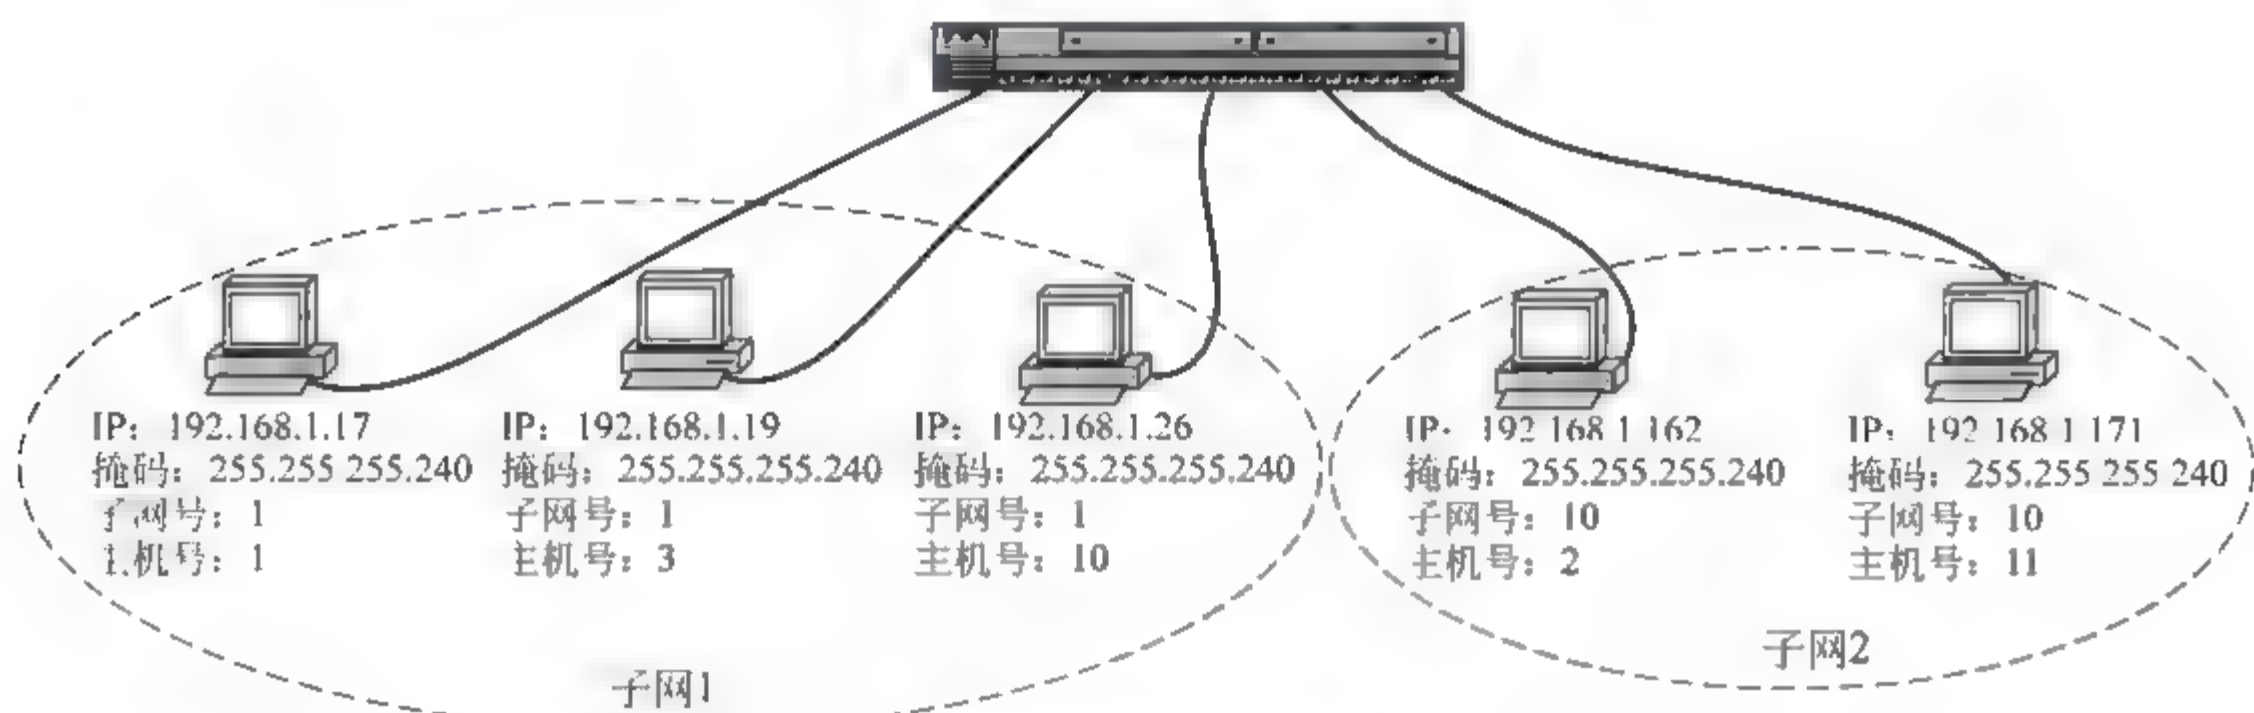 IP：192.168.1.17
掩码：255.255 255.240
子网号：1
主机号：1
IP：192.168.1.19
掩码：255.255.255.240
子网号：1
主机号：3
IP：192.168.1.26
掩码：255.255.255.240
子网号：1
主机号：10
IP· 192 168 1 162
掩码：255.255.255.240
子网号：10
主机号：2
IP：192 168 1 171
掩码：255.255 255 240
子网号：10
主机号：11
子网1
子网2